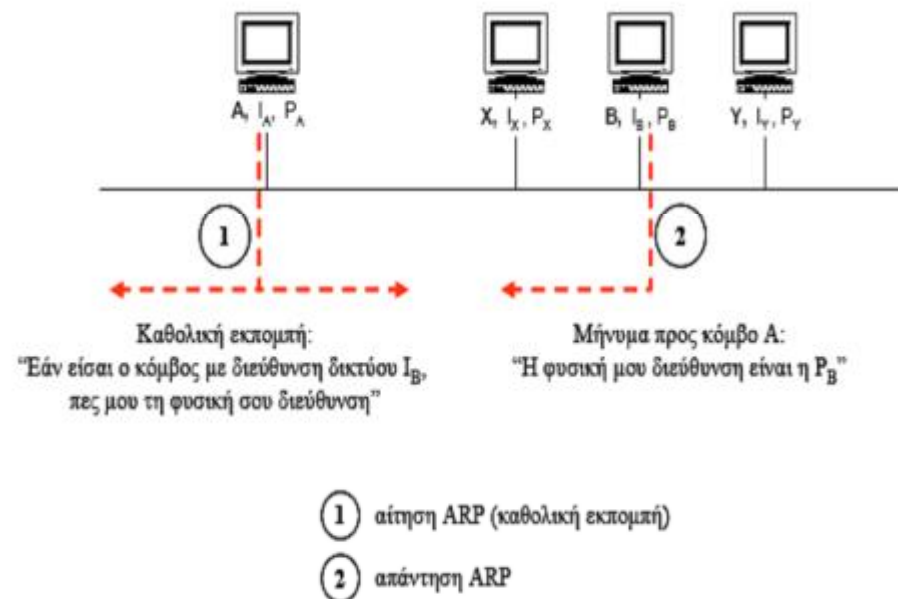 A, I_A, P_A
X, I_X, P_X
B, I_B, P_B
Y, I_Y, P_Y
1
2
Καθολική εκπομπή:
“Εάν είσαι ο κόμβος με διεύθυνση δικτύου I_B,
πες μου τη φυσική σου διεύθυνση”
Μήνυμα προς κόμβο A:
“Η φυσική μου διεύθυνση είναι η P_B”
1 αίτηση ARP (καθολική εκπομπή)
2 απάντηση ARP